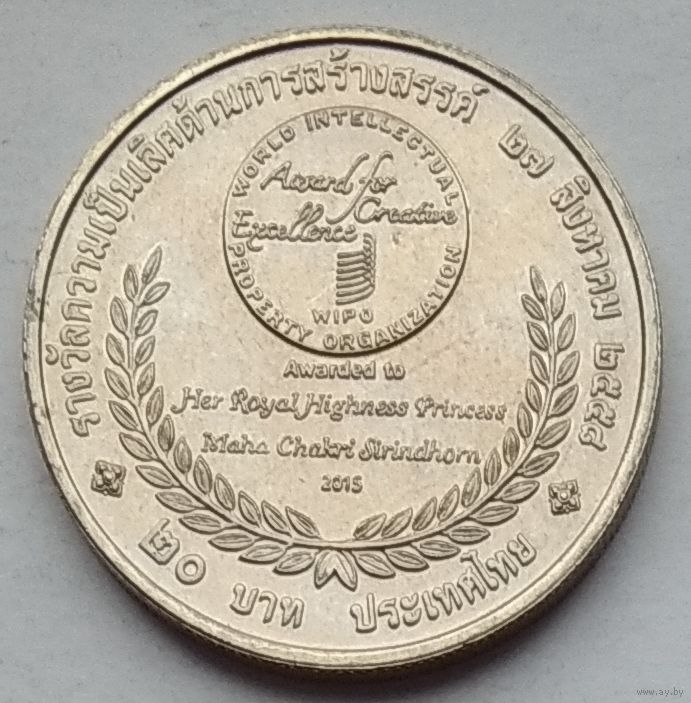 รางวัลความเป็นเลิศด้านการสร้างสรรค์ ๒๗ สิงหาคม ๒๕๕๘
WORLD INTELLECTUAL
PROPERTY ORGANIZATION
Award for
Creative
Excellence
WIPO
Awarded to
Her Royal Highness Princess
Maha Chakri Sirindhorn
2015
๒๐ บาท ประเทศไทย
www.ay.by